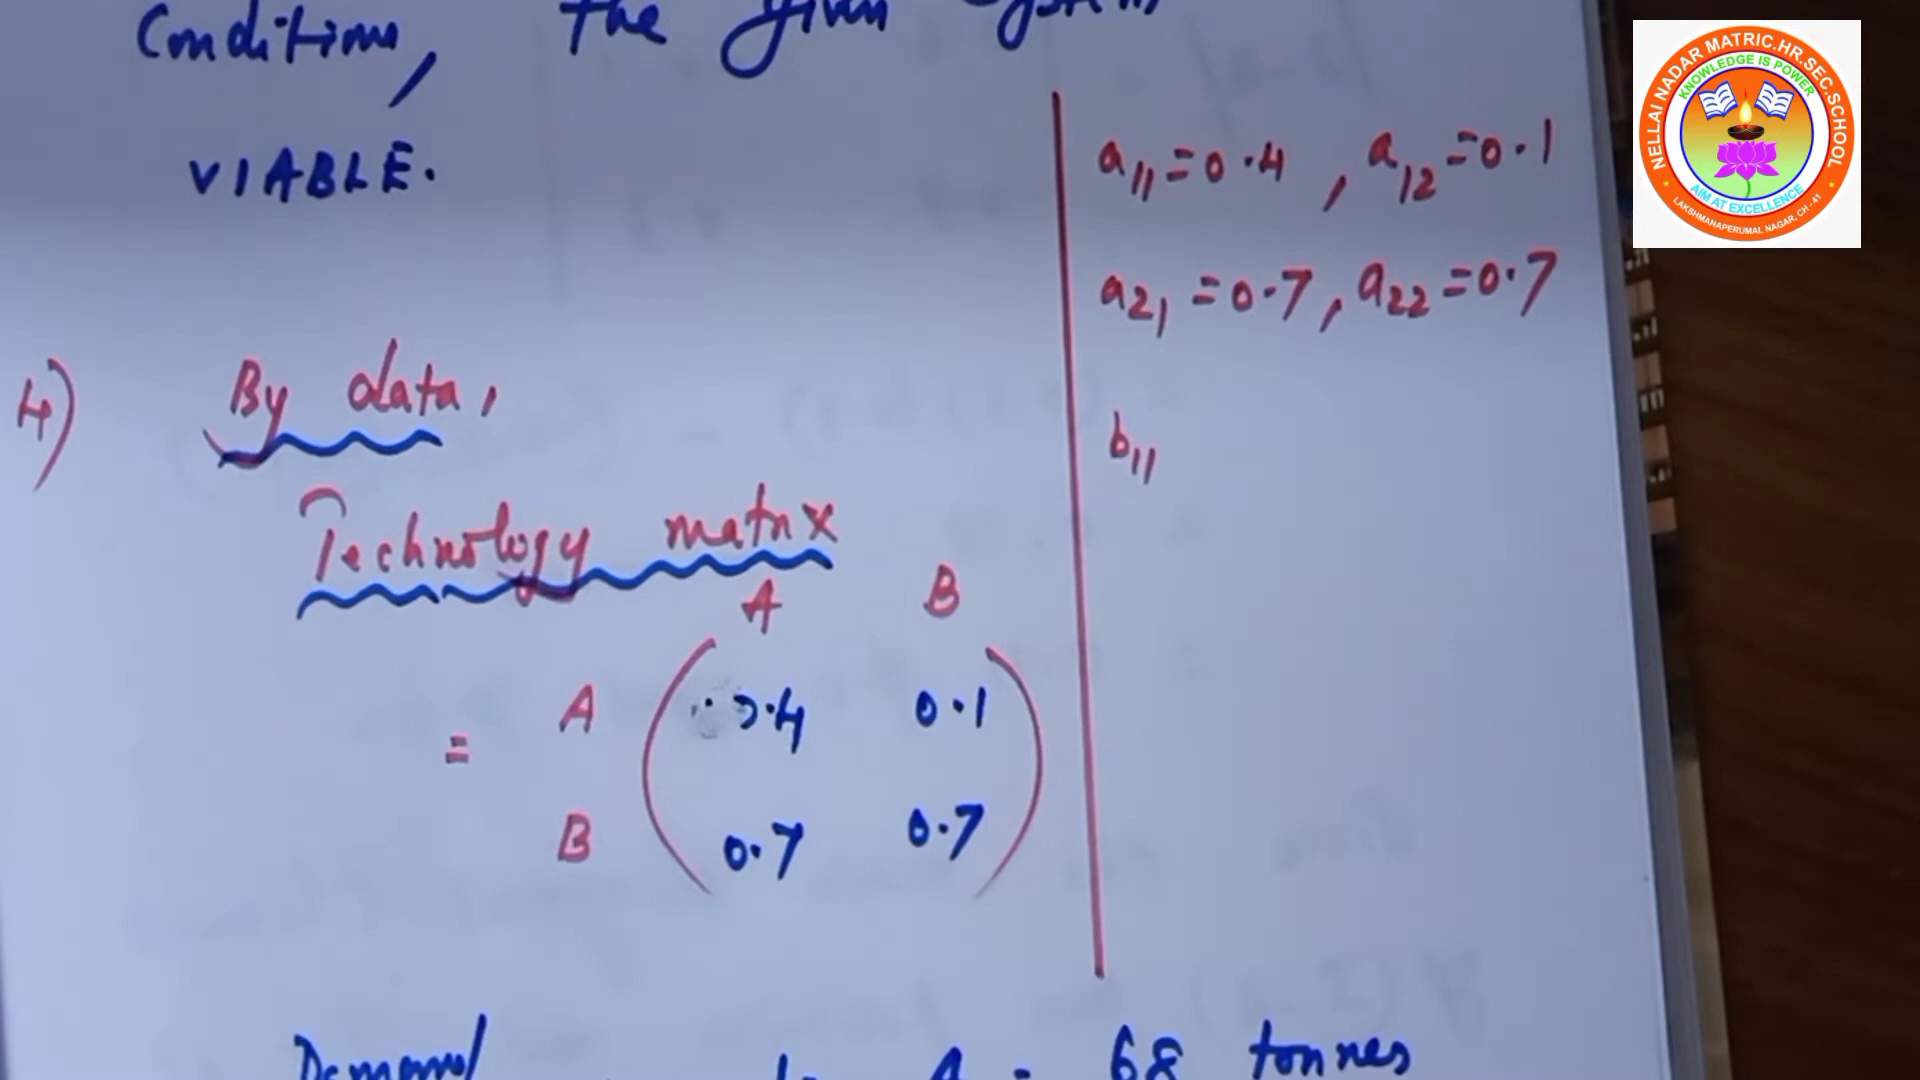 Conditions, The given system
VIABLE.
a11 = 0.4, a12 = 0.1
a21 = 0.7, a22 = 0.7
b11
4) By data,
Technology matrix
A B
= A 0.4 0.1
B 0.7 0.7
Demand A = 68 tonnes
NELLAI NADAR MATRIC.HR.SEC.SCHOOL
KNOWLEDGE IS POWER
AIM AT EXCELLENCE
LAKSHMANAPERUMAL NAGAR, CH - 41